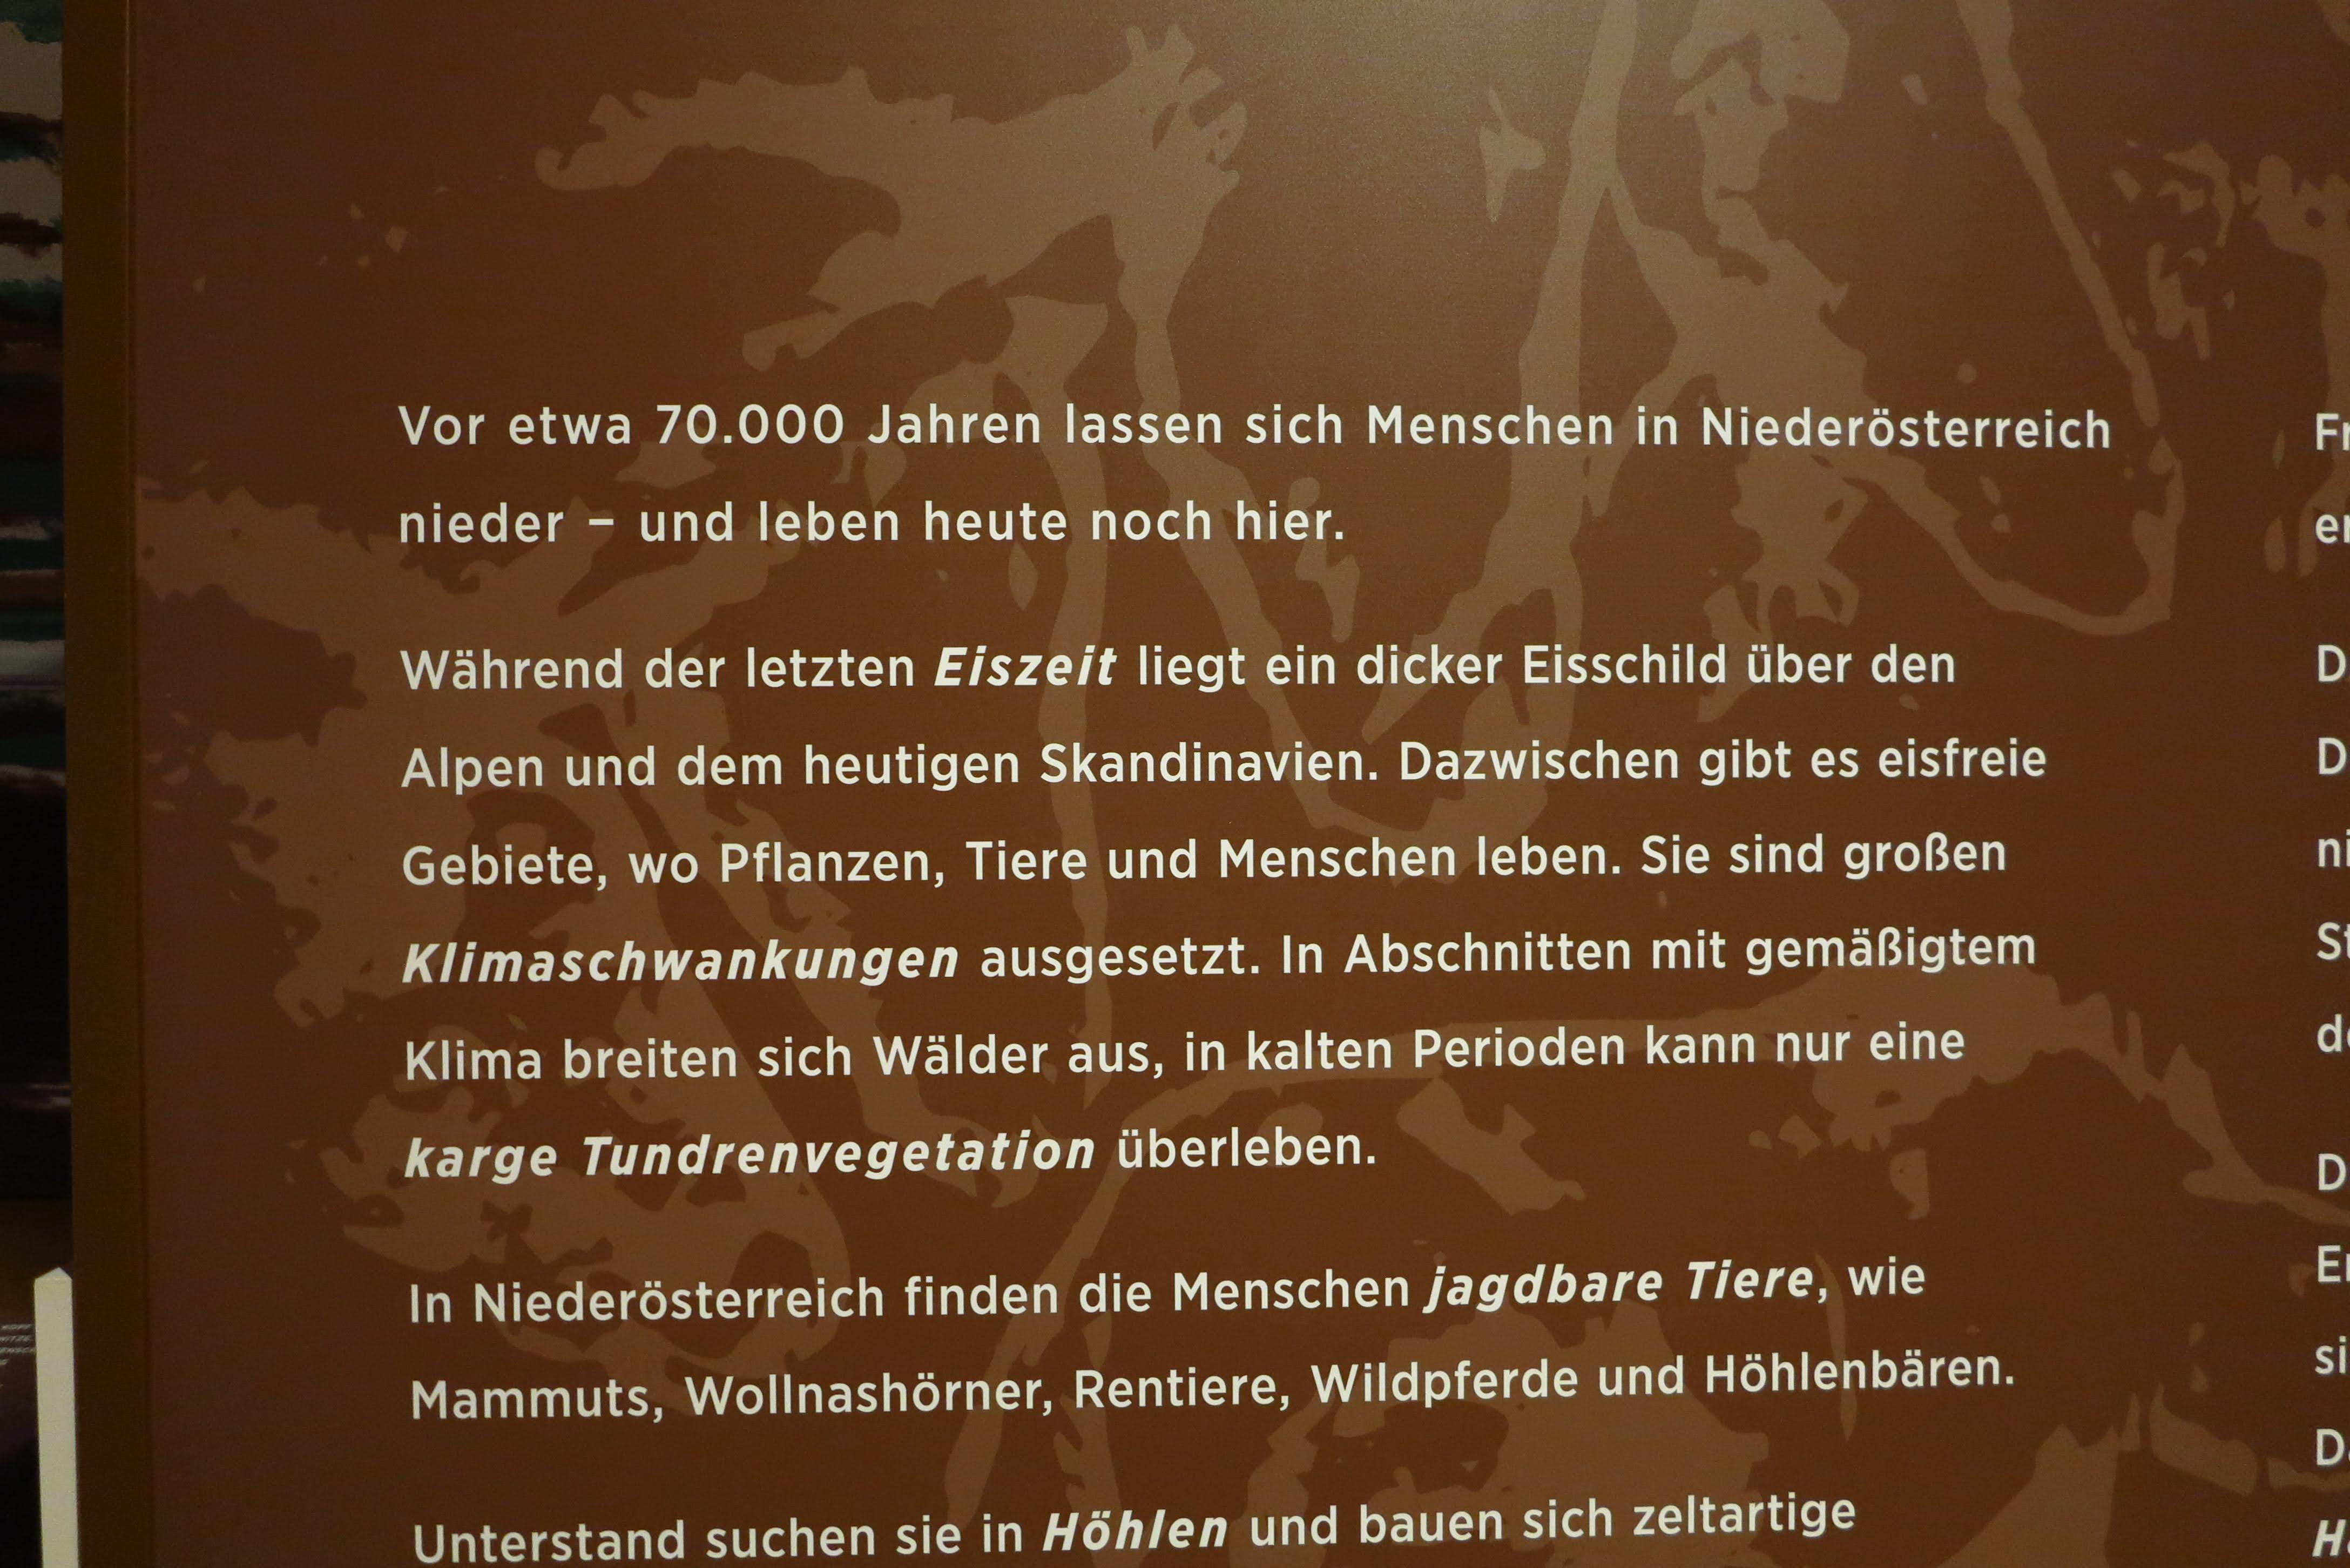 Vor etwa 70.000 Jahren lassen sich Menschen in Niederösterreich
nieder – und leben heute noch hier.
Während der letzten Eiszeit liegt ein dicker Eisschild über den
Alpen und dem heutigen Skandinavien. Dazwischen gibt es eisfreie
Gebiete, wo Pflanzen, Tiere und Menschen leben. Sie sind großen
Klimaschwankungen ausgesetzt. In Abschnitten mit gemäßigtem
Klima breiten sich Wälder aus, in kalten Perioden kann nur eine
karge Tundrenvegetation überleben.
In Niederösterreich finden die Menschen jagdbare Tiere, wie
Mammuts, Wollnashörner, Rentiere, Wildpferde und Höhlenbären.
Unterstand suchen sie in Höhlen und bauen sich zeltartige